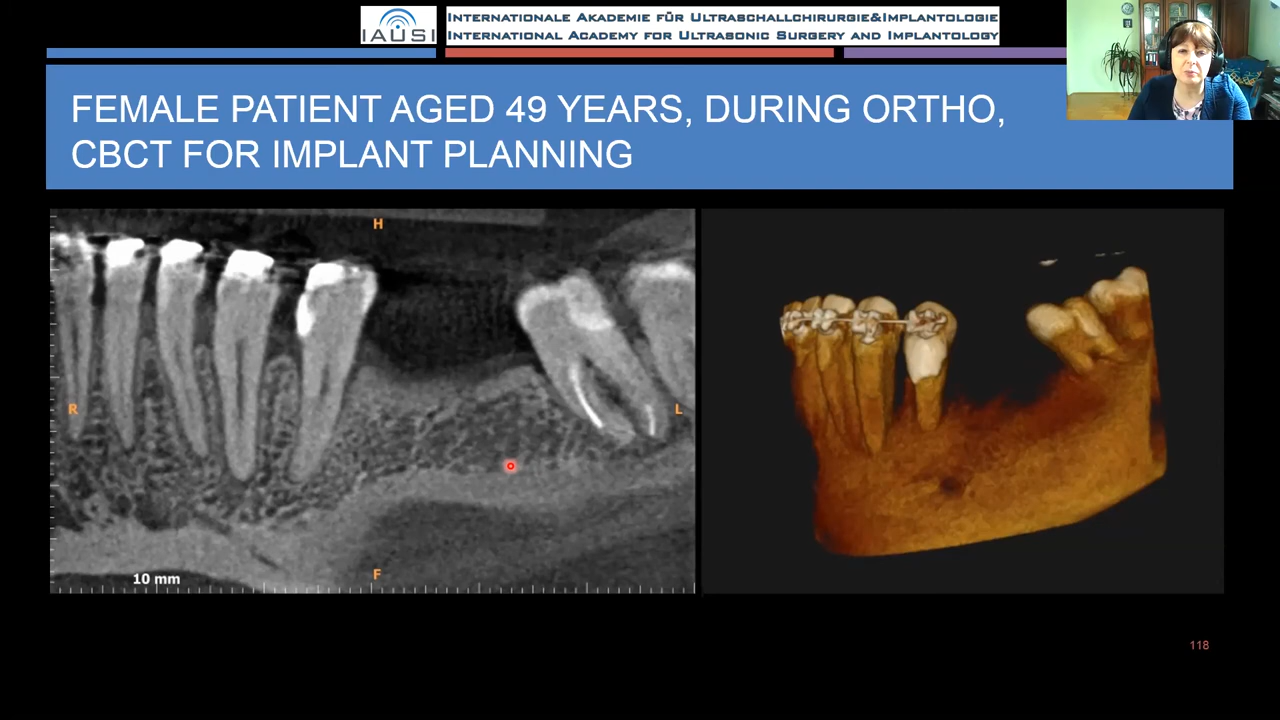 IAUSI
INTERNATIONALE AKADEMIE FÜR ULTRASCHALLCHIRURGIE&IMPLANTOLOGIE
INTERNATIONAL ACADEMY FOR ULTRASONIC SURGERY AND IMPLANTOLOGY
FEMALE PATIENT AGED 49 YEARS, DURING ORTHO,
CBCT FOR IMPLANT PLANNING
H
R
L
F
10 mm
118